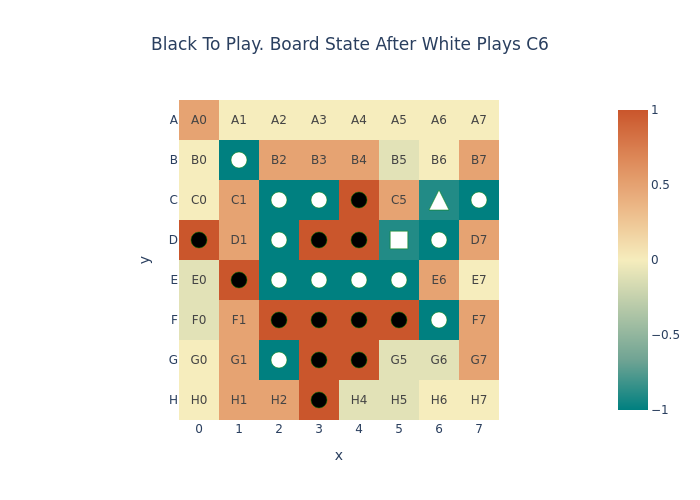 Black To Play. Board State After White Plays C6
A A0 A1 A2 A3 A4 A5 A6 A7
B B0 B2 B3 B4 B5 B6 B7
C C0 C1 C5
D D1 D7
E E0 E6 E7
F F0 F1 F7
G G0 G1 G5 G6 G7
H H0 H1 H2 H4 H5 H6 H7
0 1 2 3 4 5 6 7
x
y
1
0.5
0
−0.5
−1